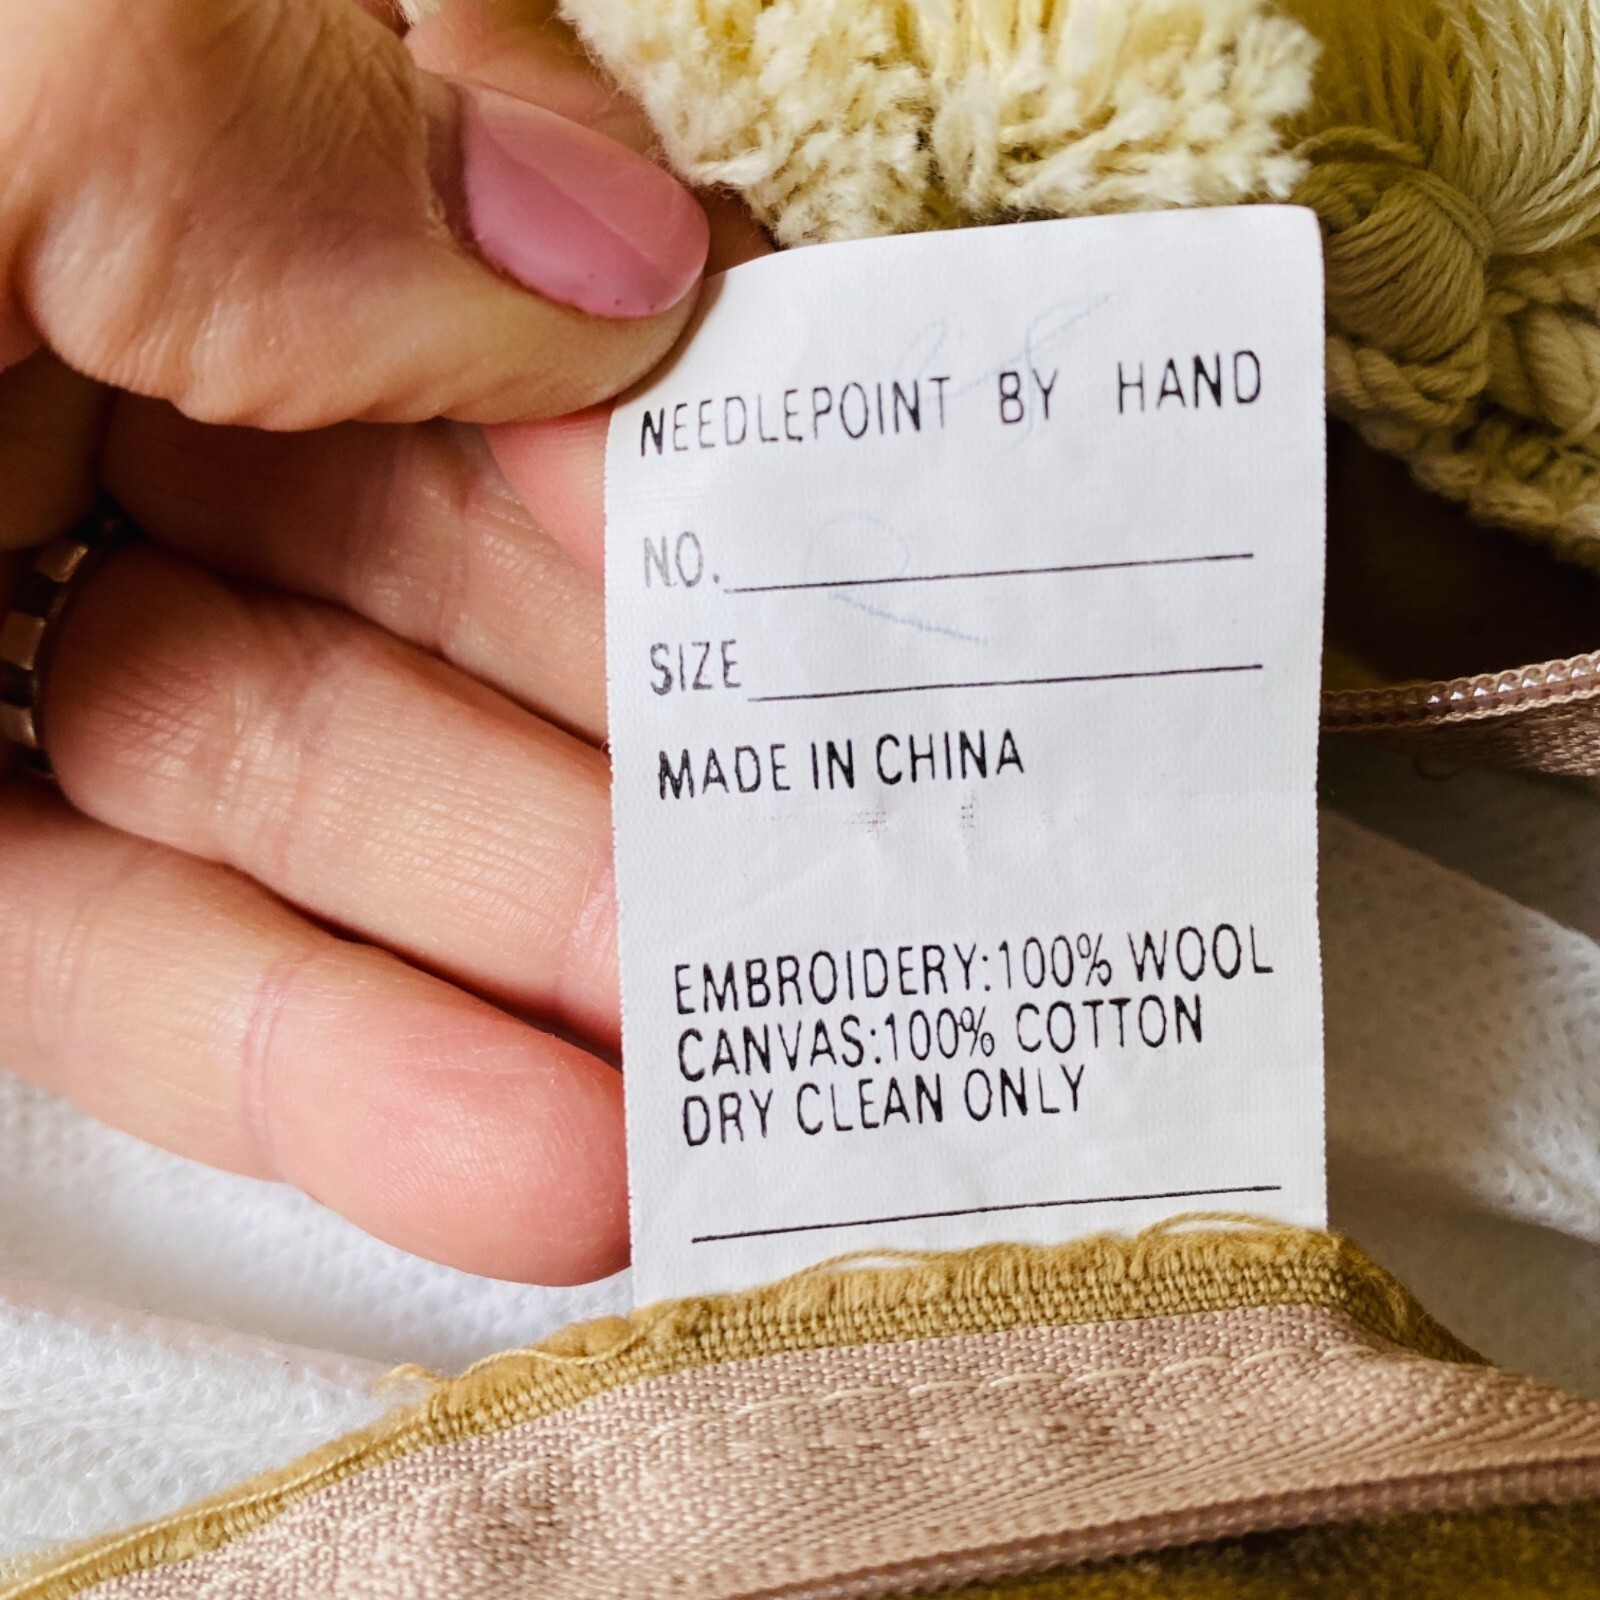 NEEDLEPOINT BY HAND
NO.
SIZE
MADE IN CHINA
EMBROIDERY:100% WOOL
CANVAS:100% COTTON
DRY CLEAN ONLY